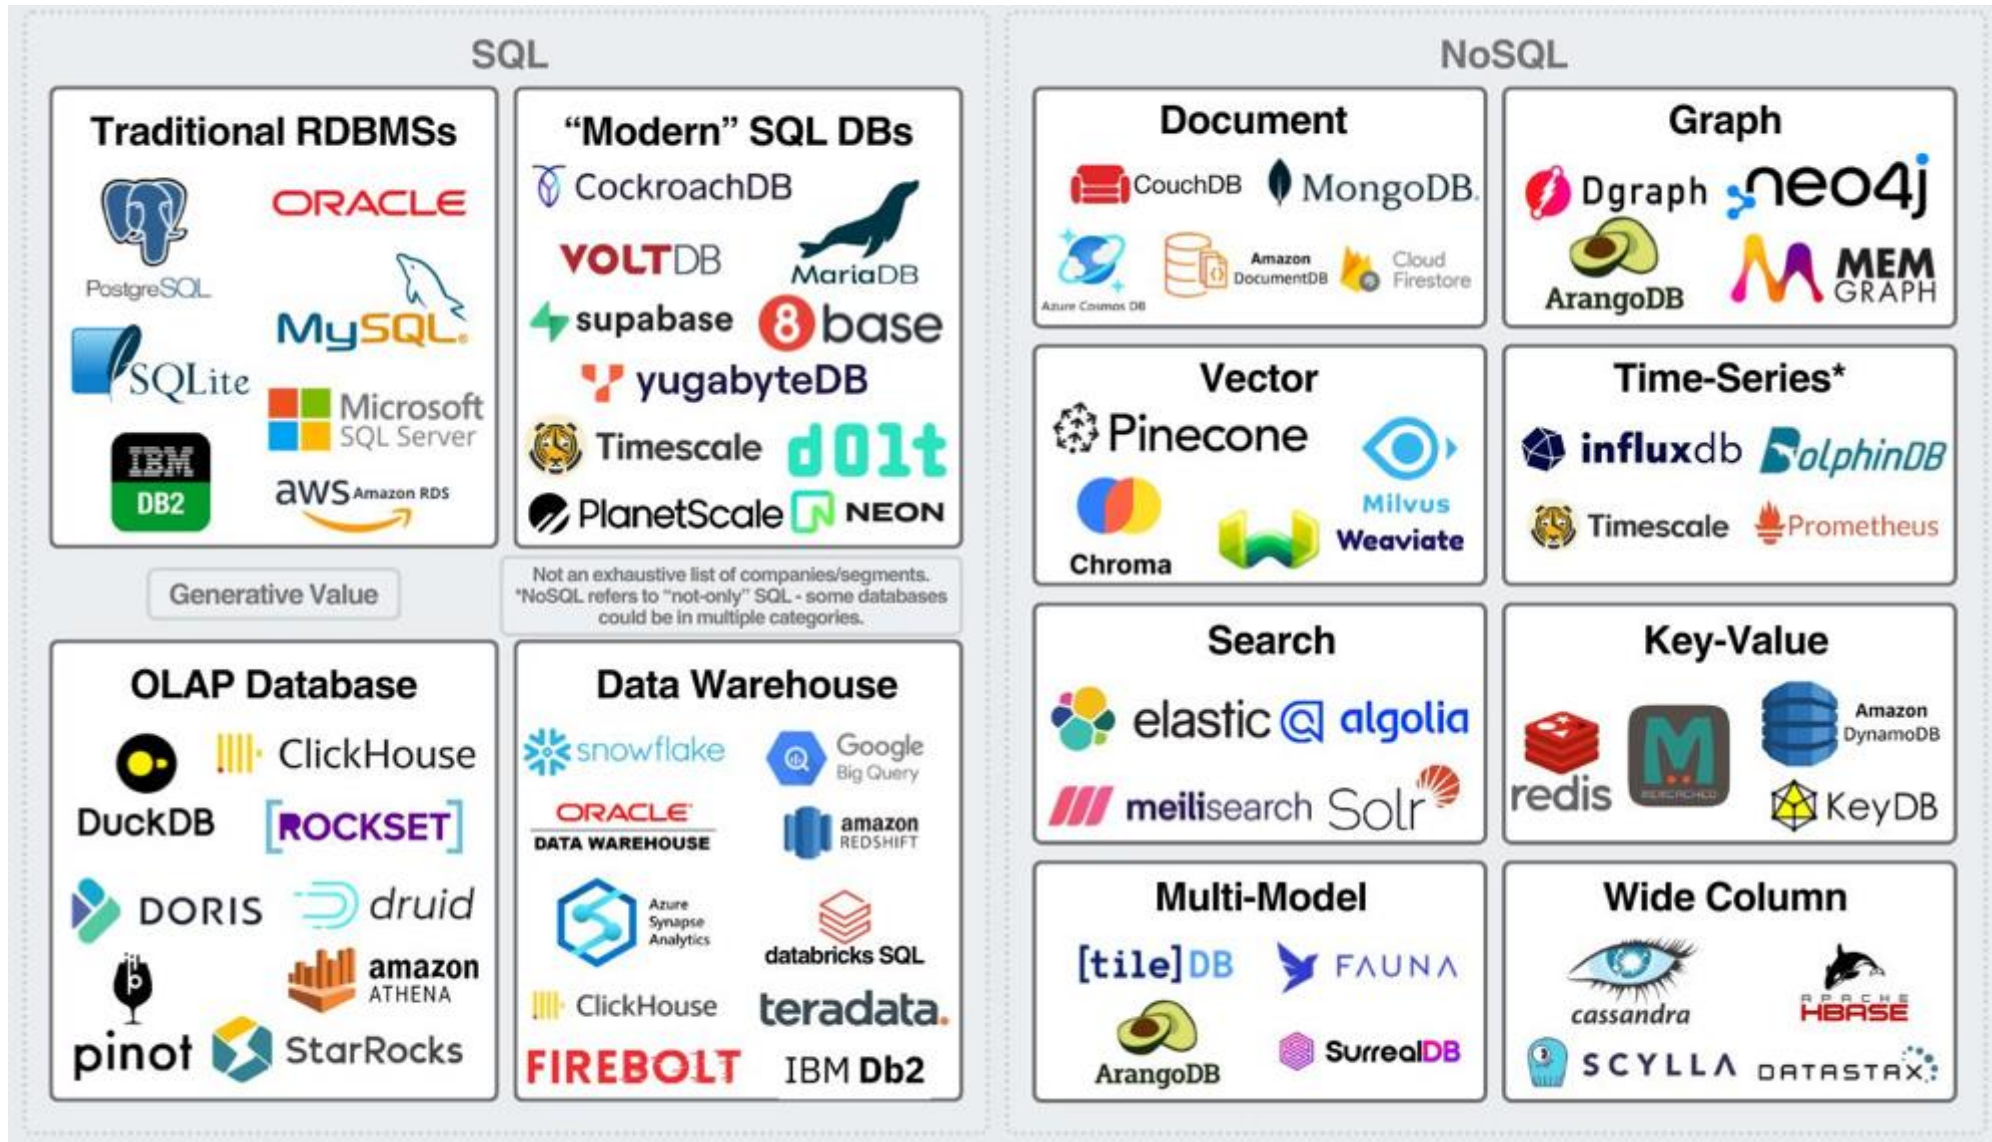 SQL
Traditional RDBMSs
PostgreSQL
ORACLE
MySQL®
SQLite
Microsoft
SQL Server
IBM
DB2
aws Amazon RDS
“Modern” SQL DBs
CockroachDB
VOLTDB
MariaDB
supabase
8 base
yugabyteDB
Timescale
dolt
PlanetScale
NEON
Generative Value
Not an exhaustive list of companies/segments.
*NoSQL refers to “not-only” SQL - some databases
could be in multiple categories.
OLAP Database
DuckDB
ClickHouse
[ROCKSET]
DORIS
druid
pinot
amazon
ATHENA
StarRocks
Data Warehouse
snowflake
Google
Big Query
ORACLE®
DATA WAREHOUSE
amazon
REDSHIFT
Azure
Synapse
Analytics
databricks SQL
ClickHouse
teradata.
FIREBOLT
IBM Db2
NoSQL
Document
CouchDB
MongoDB.
Azure Cosmos DB
Amazon
DocumentDB
Cloud
Firestore
Graph
Dgraph
neo4j
ArangoDB
MEM
GRAPH
Vector
Pinecone
Milvus
Chroma
Weaviate
Time-Series*
influxdb
DolphinDB
Timescale
Prometheus
Search
elastic
algolia
meilisearch
Solr
Key-Value
redis
MEMCACHED
Amazon
DynamoDB
KeyDB
Multi-Model
[tile]DB
FAUNA
ArangoDB
SurrealDB
Wide Column
cassandra
APACHE
HBASE
SCYLLA
DATASTAX